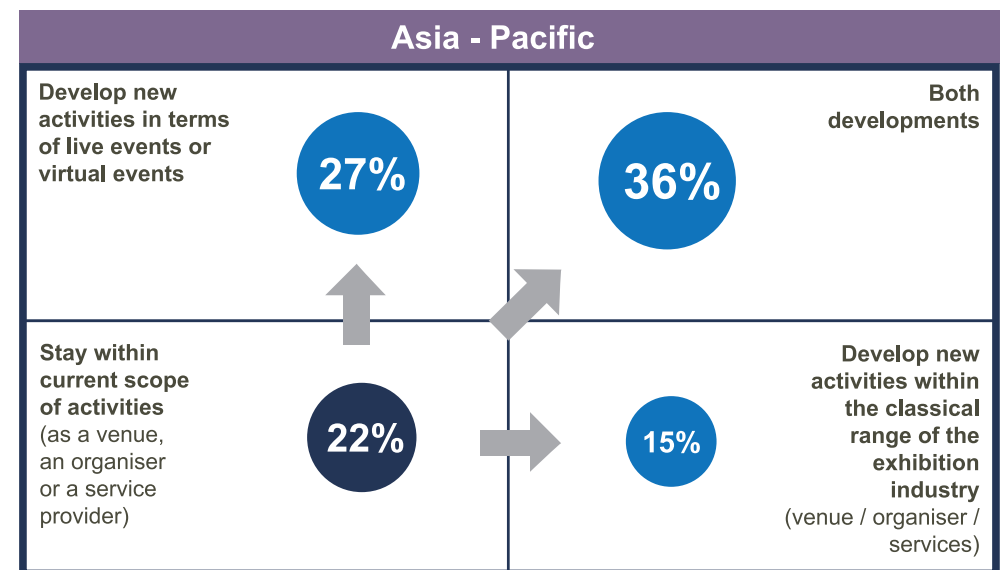 Asia - Pacific
Develop new
activities in terms
of live events or
virtual events
27%
Both
developments
36%
Stay within
current scope
of activities
(as a venue,
an organiser
or a service
provider)
22%
Develop new
activities within
the classical
range of the
exhibition
industry
(venue / organiser /
services)
15%